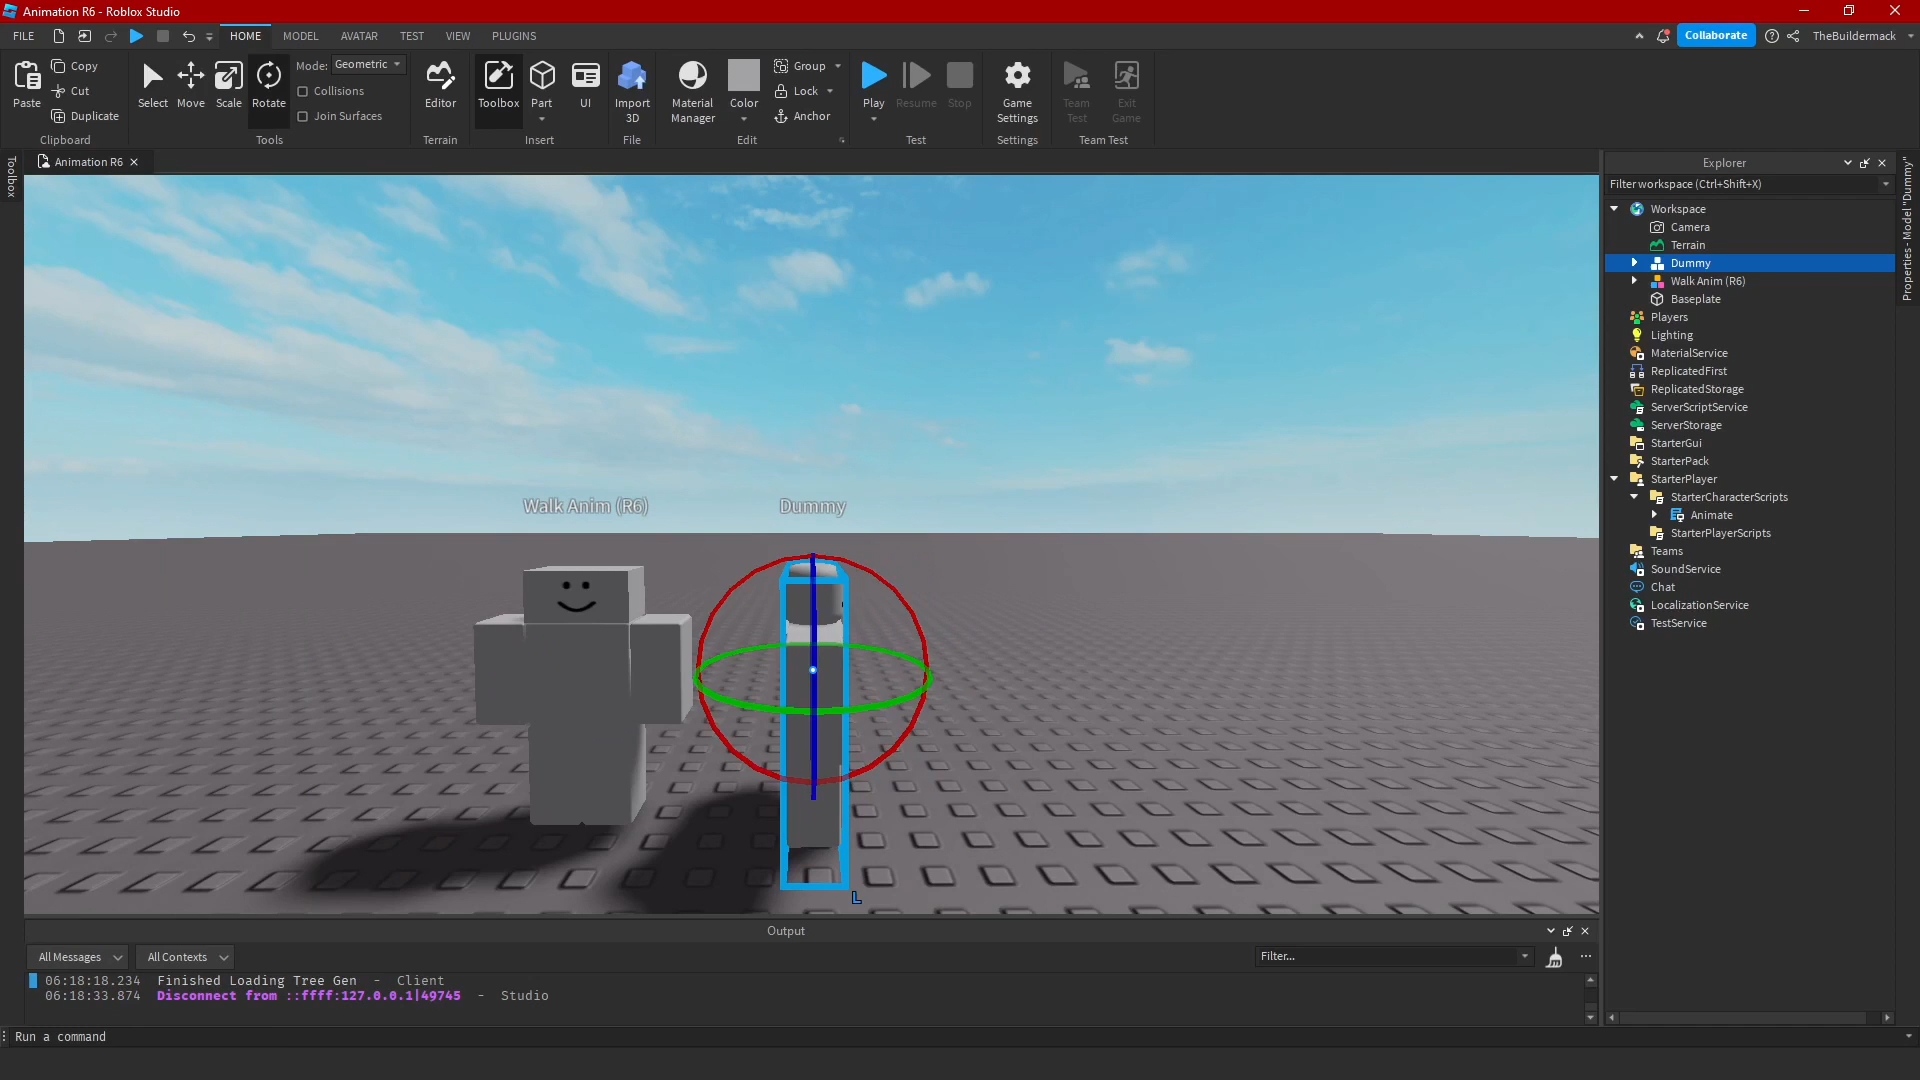 Animation R6 - Roblox Studio
FILE HOME MODEL AVATAR TEST VIEW PLUGINS Collaborate TheBuildermack
Paste Copy Cut Duplicate Clipboard
Select Move Scale Rotate Mode: Geometric Collisions Join Surfaces Tools
Editor Terrain
Toolbox Part UI Insert
Import 3D File
Material Manager Color Group Lock Anchor Edit
Play Resume Stop Test
Game Settings Settings
Team Test Exit Game Team Test
Toolbox
Animation R6
Walk Anim (R6)
Dummy
L
Explorer
Filter workspace (Ctrl+Shift+X)
Workspace
Camera
Terrain
Dummy
Walk Anim (R6)
Baseplate
Players
Lighting
MaterialService
ReplicatedFirst
ReplicatedStorage
ServerScriptService
ServerStorage
StarterGui
StarterPack
StarterPlayer
StarterCharacterScripts
Animate
StarterPlayerScripts
Teams
SoundService
Chat
LocalizationService
TestService
Properties - Model "Dummy"
Output
All Messages All Contexts Filter...
06:18:18.234 Finished Loading Tree Gen - Client
06:18:33.874 Disconnect from ::ffff:127.0.0.1|49745 - Studio
Run a command